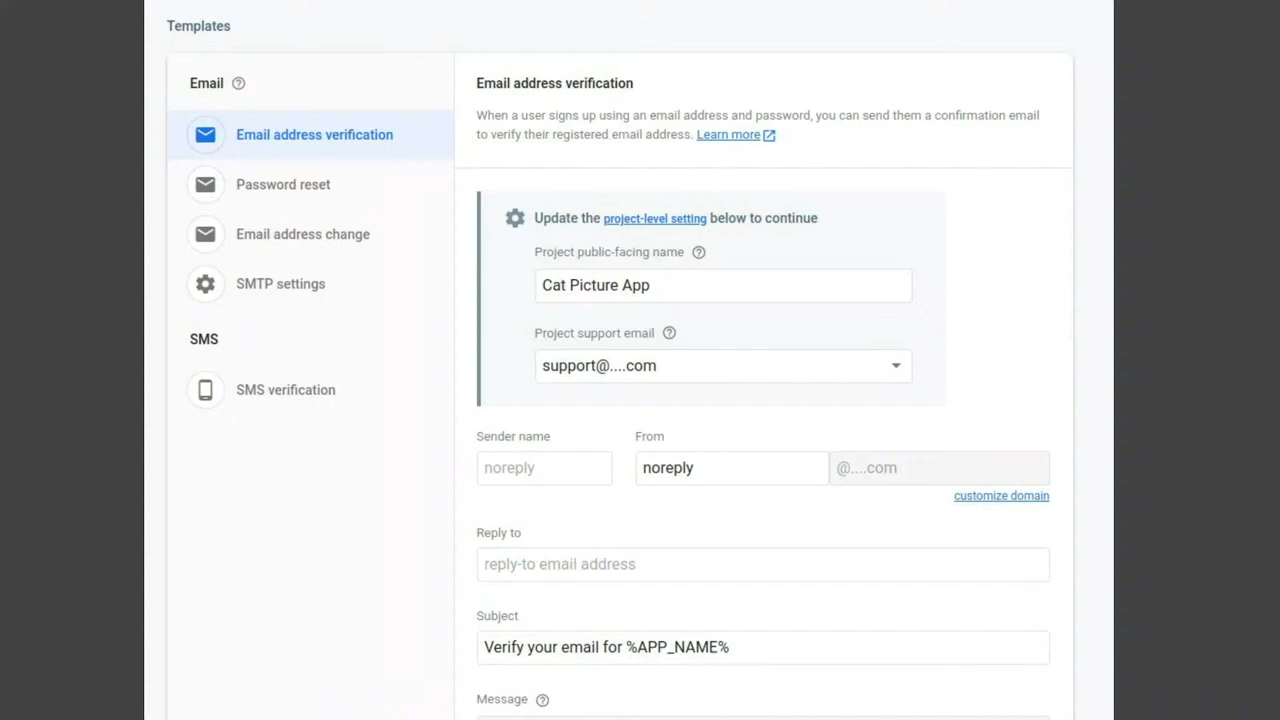 Templates
Email
Email address verification
Password reset
Email address change
SMTP settings
SMS
SMS verification
Email address verification
When a user signs up using an email address and password, you can send them a confirmation email
to verify their registered email address. Learn more
Update the project-level setting below to continue
Project public-facing name
Cat Picture App
Project support email
support@....com
Sender name
From
noreply
noreply
@....com
customize domain
Reply to
reply-to email address
Subject
Verify your email for %APP_NAME%
Message